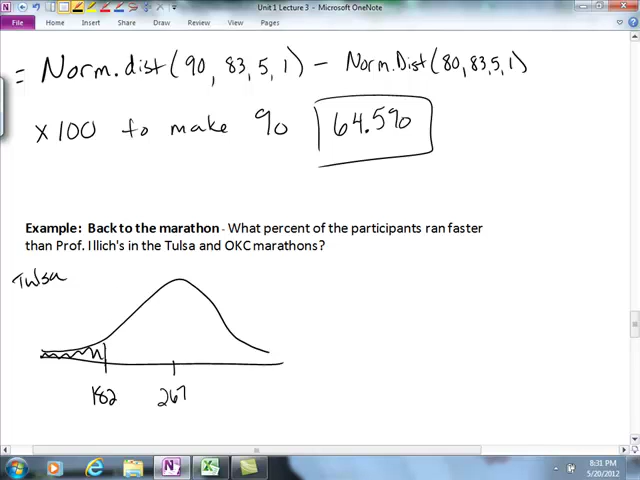 Unit 1 Lecture 3 - Microsoft OneNote
File Home Insert Share Draw Review View
= Norm.dist(90, 83, 5, 1) - Norm.Dist(80, 83, 5, 1)
x100 to make % 64.5%
Example: Back to the marathon - What percent of the participants ran faster
than Prof. Illich's in the Tulsa and OKC marathons?
Tulsa
182 267
8:31 PM
5/20/2012